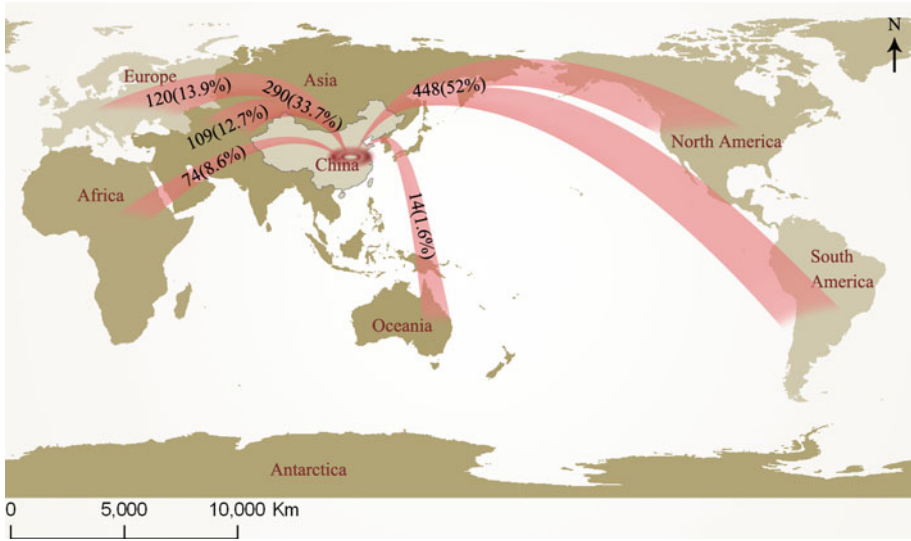 N
Europe
Asia
120(13.9%)
290(33.7%)
448(52%)
109(12.7%)
North America
China
74(8.6%)
Africa
14(1.6%)
South
America
Oceania
Antarctica
0 5,000 10,000 Km